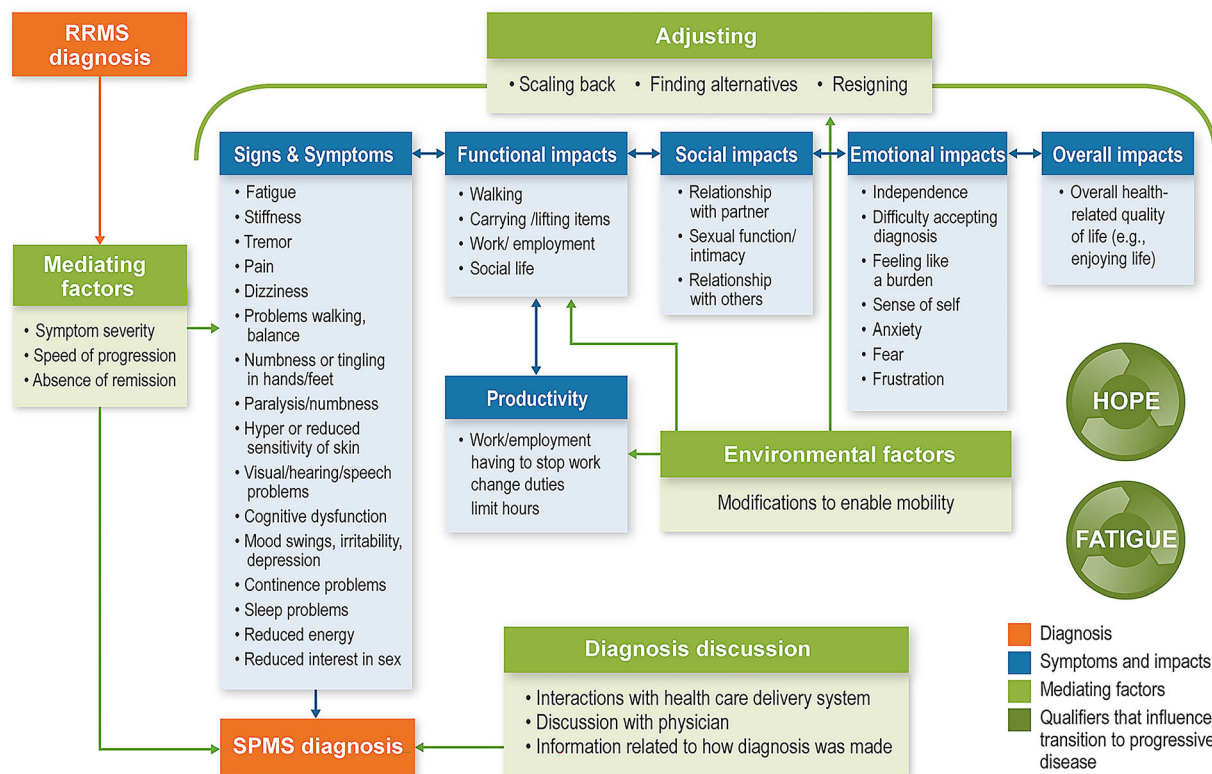 RRMS
diagnosis
Adjusting
• Scaling back • Finding alternatives • Resigning
Signs & Symptoms
• Fatigue
• Stiffness
• Tremor
• Pain
• Dizziness
• Problems walking,
balance
• Numbness or tingling
in hands/feet
• Paralysis/numbness
• Hyper or reduced
sensitivity of skin
• Visual/hearing/speech
problems
• Cognitive dysfunction
• Mood swings, irritability,
depression
• Continence problems
• Sleep problems
• Reduced energy
• Reduced interest in sex
Functional impacts
• Walking
• Carrying /lifting items
• Work/ employment
• Social life
Social impacts
• Relationship
with partner
• Sexual function/
intimacy
• Relationship
with others
Emotional impacts
• Independence
• Difficulty accepting
diagnosis
• Feeling like
a burden
• Sense of self
• Anxiety
• Fear
• Frustration
Overall impacts
• Overall health-
related quality
of life (e.g.,
enjoying life)
Mediating
factors
• Symptom severity
• Speed of progression
• Absence of remission
Productivity
• Work/employment
having to stop work
change duties
limit hours
Environmental factors
Modifications to enable mobility
HOPE
FATIGUE
Diagnosis discussion
• Interactions with health care delivery system
• Discussion with physician
• Information related to how diagnosis was made
SPMS diagnosis
Diagnosis
Symptoms and impacts
Mediating factors
Qualifiers that influence
transition to progressive
disease